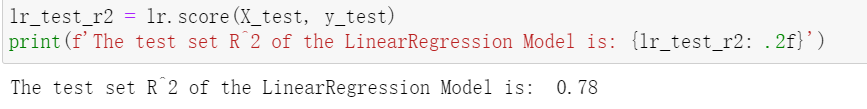 lr_test_r2 = lr.score(X_test, y_test)
print(f'The test set R^2 of the LinearRegression Model is: {lr_test_r2: .2f}')
The test set R^2 of the LinearRegression Model is:  0.78